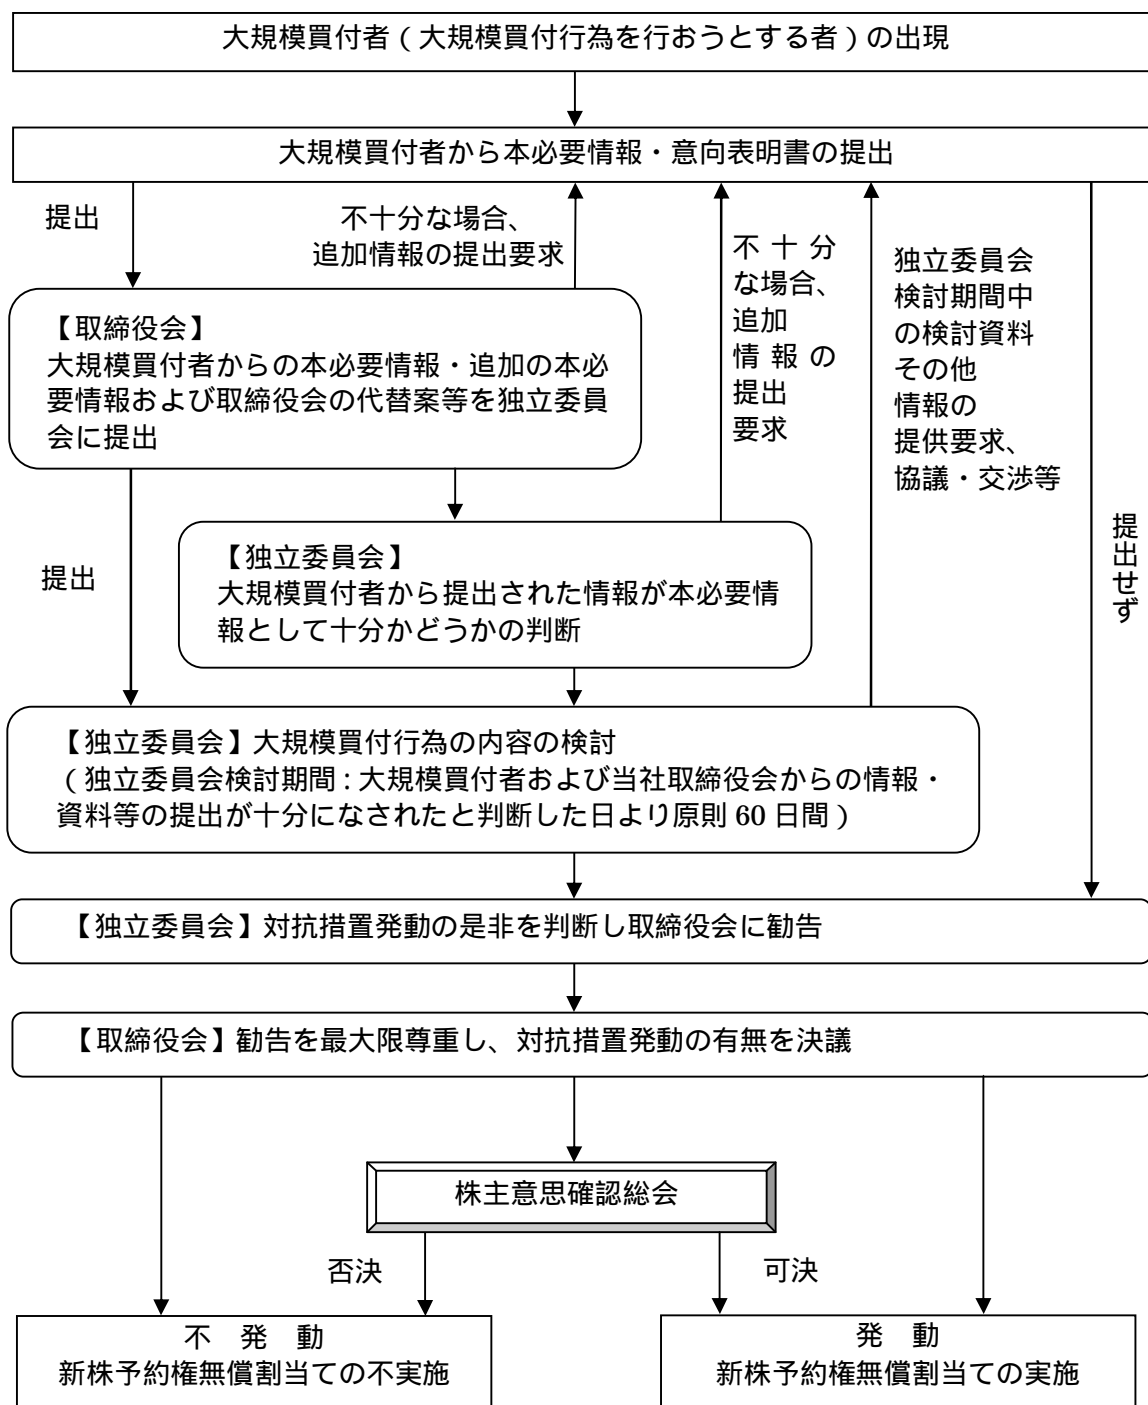 大規模買付者（大規模買付行為を行おうとする者）の出現
大規模買付者から本必要情報・意向表明書の提出
提出
不十分な場合、
追加情報の提出要求
不十分
な場合、
追加
情報の
提出
要求
独立委員会
検討期間中
の検討資料
その他
情報の
提供要求、
協議・交渉等
提出せず
【取締役会】
大規模買付者からの本必要情報・追加の本必
要情報および取締役会の代替案等を独立委員
会に提出
提出
【独立委員会】
大規模買付者から提出された情報が本必要情
報として十分かどうかの判断
【独立委員会】大規模買付行為の内容の検討
（独立委員会検討期間：大規模買付者および当社取締役会からの情報・
資料等の提出が十分になされたと判断した日より原則 60 日間）
【独立委員会】対抗措置発動の是非を判断し取締役会に勧告
【取締役会】勧告を最大限尊重し、対抗措置発動の有無を決議
株主意思確認総会
否決
可決
不　発　動
新株予約権無償割当ての不実施
発　動
新株予約権無償割当ての実施